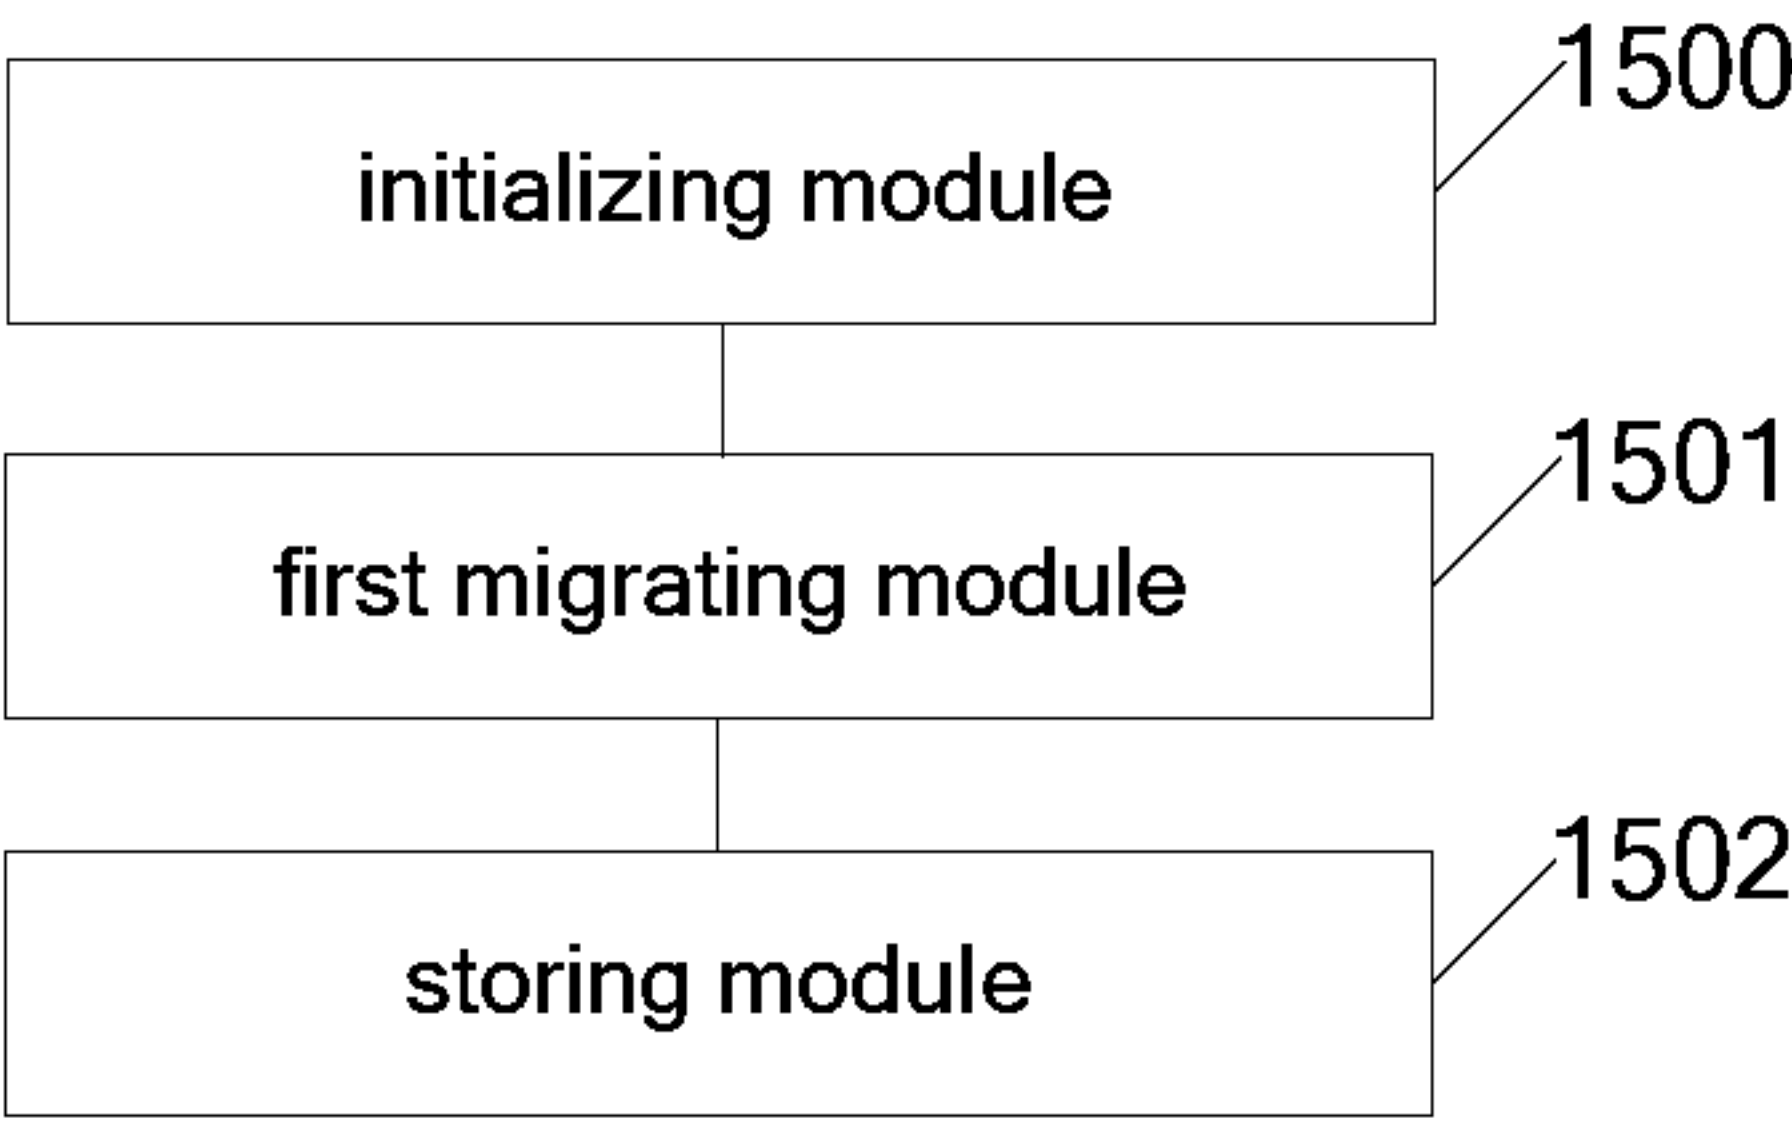 1500
initializing module
1501
first migrating module
1502
storing module